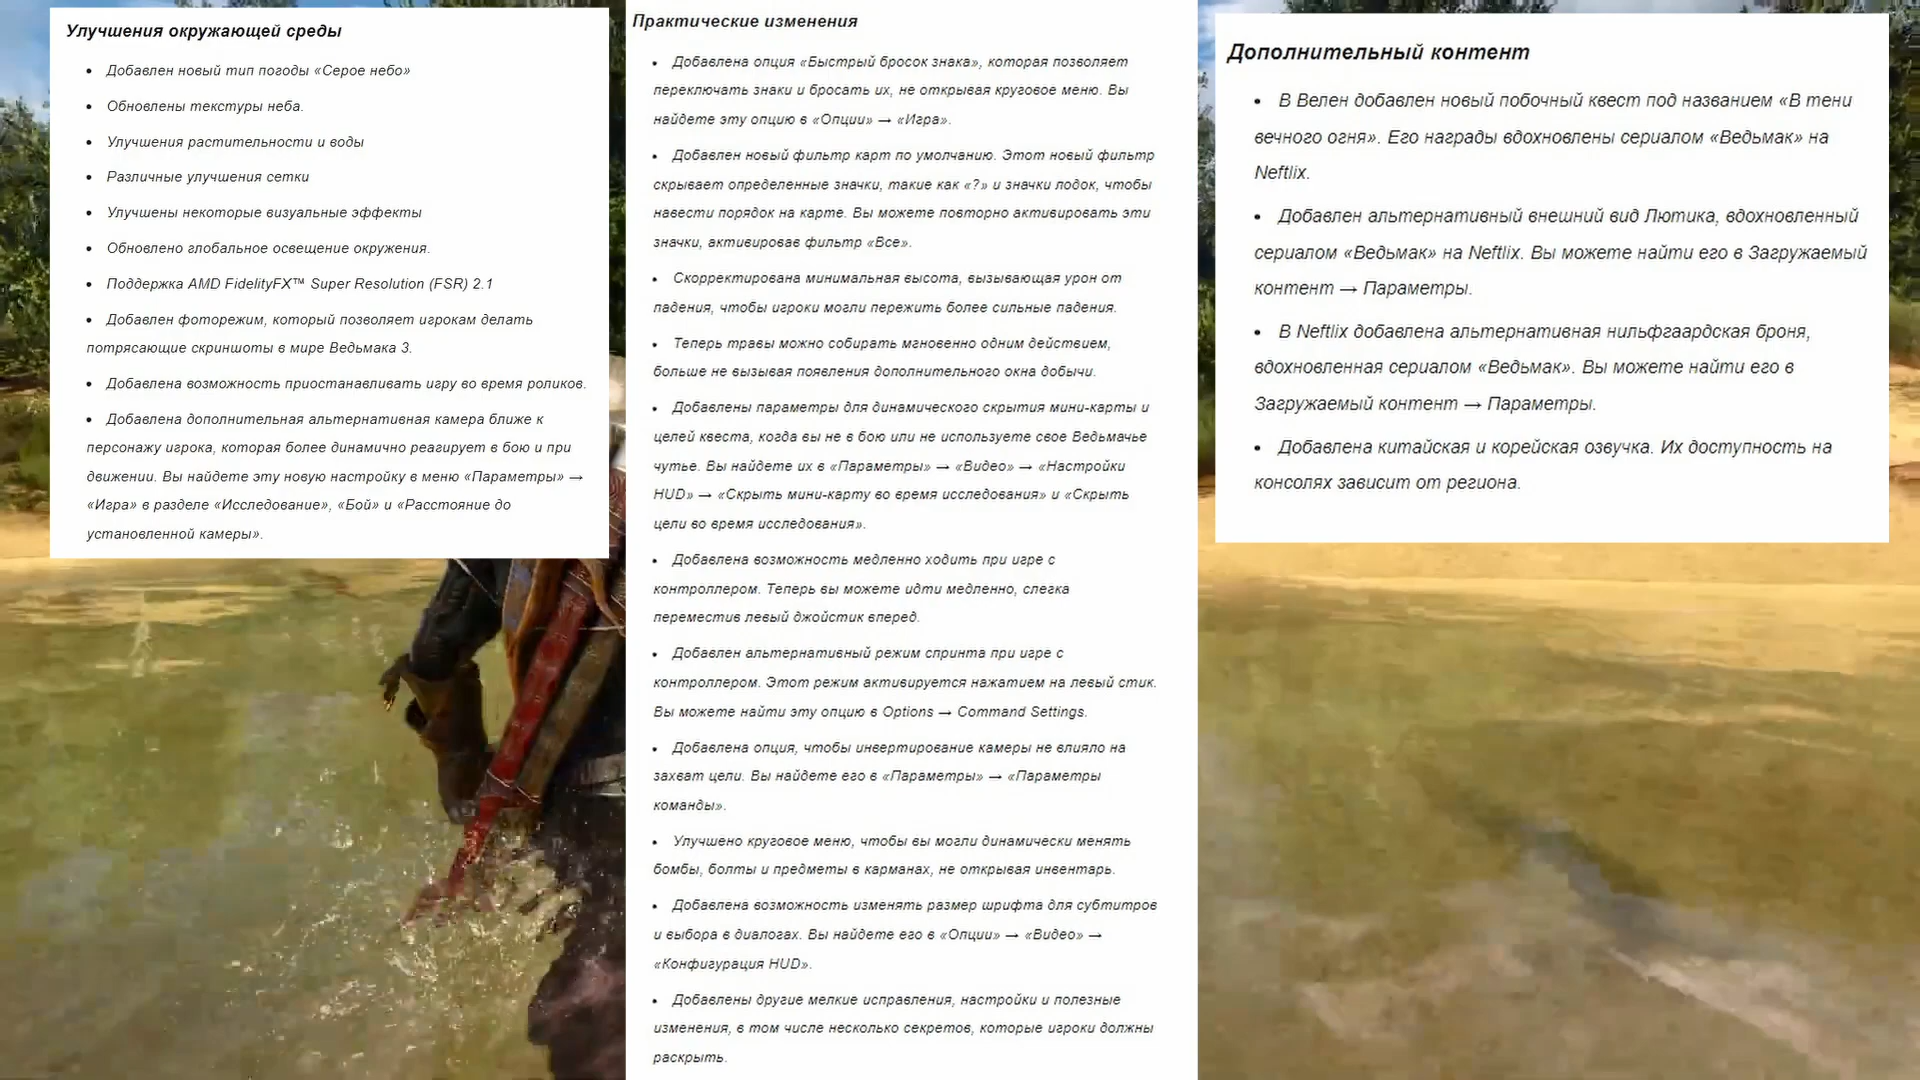 Улучшения окружающей среды
• Добавлен новый тип погоды «Серое небо»
• Обновлены текстуры неба.
• Улучшения растительности и воды
• Различные улучшения сетки
• Улучшены некоторые визуальные эффекты
• Обновлено глобальное освещение окружения.
• Поддержка AMD FidelityFX™ Super Resolution (FSR) 2.1
• Добавлен фоторежим, который позволяет игрокам делать
потрясающие скриншоты в мире Ведьмака 3.
• Добавлена возможность приостанавливать игру во время роликов.
• Добавлена дополнительная альтернативная камера ближе к
персонажу игрока, которая более динамично реагирует в бою и при
движении. Вы найдете эту новую настройку в меню «Параметры» →
«Игра» в разделе «Исследование», «Бой» и «Расстояние до
установленной камеры».
Практические изменения
• Добавлена опция «Быстрый бросок знака», которая позволяет
переключать знаки и бросать их, не открывая круговое меню. Вы
найдете эту опцию в «Опции» → «Игра».
• Добавлен новый фильтр карт по умолчанию. Этот новый фильтр
скрывает определенные значки, такие как «?» и значки лодок, чтобы
навести порядок на карте. Вы можете повторно активировать эти
значки, активировав фильтр «Все».
• Скорректирована минимальная высота, вызывающая урон от
падения, чтобы игроки могли пережить более сильные падения.
• Теперь травы можно собирать мгновенно одним действием,
больше не вызывая появления дополнительного окна добычи.
• Добавлены параметры для динамического скрытия мини-карты и
целей квеста, когда вы не в бою или не используете свое Ведьмачье
чутье. Вы найдете их в «Параметры» → «Видео» → «Настройки
HUD» → «Скрыть мини-карту во время исследования» и «Скрыть
цели во время исследования».
• Добавлена возможность медленно ходить при игре с
контроллером. Теперь вы можете идти медленно, слегка
переместив левый джойстик вперед.
• Добавлен альтернативный режим спринта при игре с
контроллером. Этот режим активируется нажатием на левый стик.
Вы можете найти эту опцию в Options → Command Settings.
• Добавлена опция, чтобы инвертирование камеры не влияло на
захват цели. Вы найдете его в «Параметры» → «Параметры
команды».
• Улучшено круговое меню, чтобы вы могли динамически менять
бомбы, болты и предметы в карманах, не открывая инвентарь.
• Добавлена возможность изменять размер шрифта для субтитров
и выбора в диалогах. Вы найдете его в «Опции» → «Видео» →
«Конфигурация HUD».
• Добавлены другие мелкие исправления, настройки и полезные
изменения, в том числе несколько секретов, которые игроки должны
раскрыть.
Дополнительный контент
• В Велен добавлен новый побочный квест под названием «В тени
вечного огня». Его награды вдохновлены сериалом «Ведьмак» на
Neftlix.
• Добавлен альтернативный внешний вид Лютика, вдохновленный
сериалом «Ведьмак» на Neftlix. Вы можете найти его в Загружаемый
контент → Параметры.
• В Neftlix добавлена альтернативная нильфгаардская броня,
вдохновленная сериалом «Ведьмак». Вы можете найти его в
Загружаемый контент → Параметры.
• Добавлена китайская и корейская озвучка. Их доступность на
консолях зависит от региона.